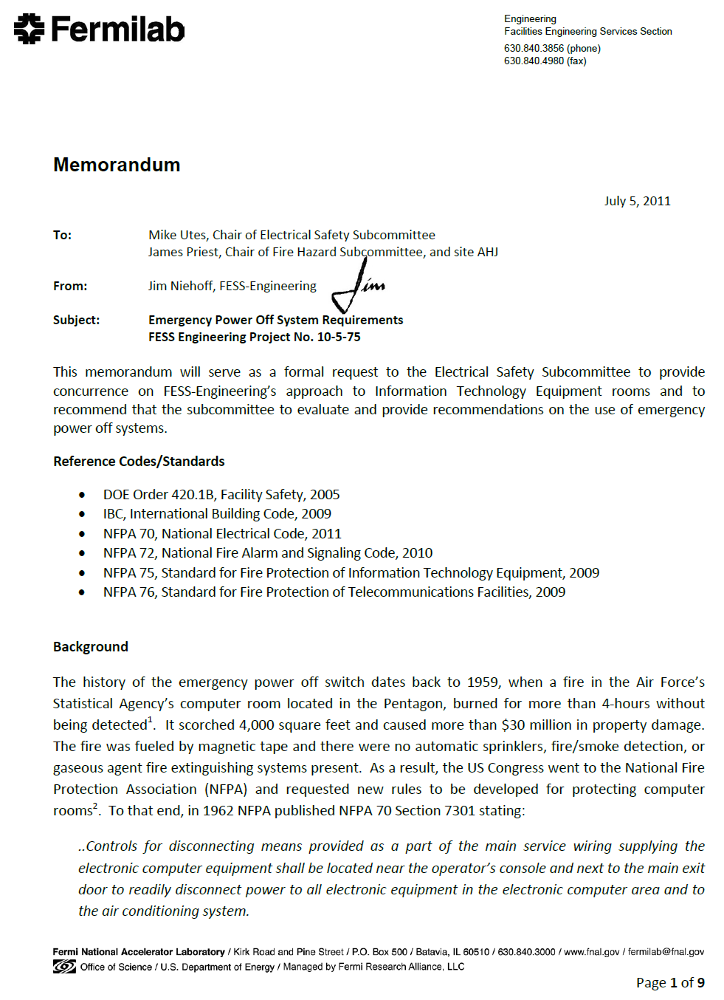 Fermilab
Engineering
Facilities Engineering Services Section
630.840.3856 (phone)
630.840.4980 (fax)
Memorandum
July 5, 2011
To: Mike Utes, Chair of Electrical Safety Subcommittee
James Priest, Chair of Fire Hazard Subcommittee, and site AHJ
From: Jim Niehoff, FESS-Engineering Jim
Subject: Emergency Power Off System Requirements
FESS Engineering Project No. 10-5-75
This memorandum will serve as a formal request to the Electrical Safety Subcommittee to provide
concurrence on FESS-Engineering’s approach to Information Technology Equipment rooms and to
recommend that the subcommittee to evaluate and provide recommendations on the use of emergency
power off systems.
Reference Codes/Standards
• DOE Order 420.1B, Facility Safety, 2005
• IBC, International Building Code, 2009
• NFPA 70, National Electrical Code, 2011
• NFPA 72, National Fire Alarm and Signaling Code, 2010
• NFPA 75, Standard for Fire Protection of Information Technology Equipment, 2009
• NFPA 76, Standard for Fire Protection of Telecommunications Facilities, 2009
Background
The history of the emergency power off switch dates back to 1959, when a fire in the Air Force’s
Statistical Agency’s computer room located in the Pentagon, burned for more than 4-hours without
being detected1. It scorched 4,000 square feet and caused more than $30 million in property damage.
The fire was fueled by magnetic tape and there were no automatic sprinklers, fire/smoke detection, or
gaseous agent fire extinguishing systems present. As a result, the US Congress went to the National Fire
Protection Association (NFPA) and requested new rules to be developed for protecting computer
rooms2. To that end, in 1962 NFPA published NFPA 70 Section 7301 stating:
..Controls for disconnecting means provided as a part of the main service wiring supplying the
electronic computer equipment shall be located near the operator’s console and next to the main exit
door to readily disconnect power to all electronic equipment in the electronic computer area and to
the air conditioning system.
Fermi National Accelerator Laboratory / Kirk Road and Pine Street / P.O. Box 500 / Batavia, IL 60510 / 630.840.3000 / www.fnal.gov / fermilab@fnal.gov
Office of Science / U.S. Department of Energy / Managed by Fermi Research Alliance, LLC
Page 1 of 9